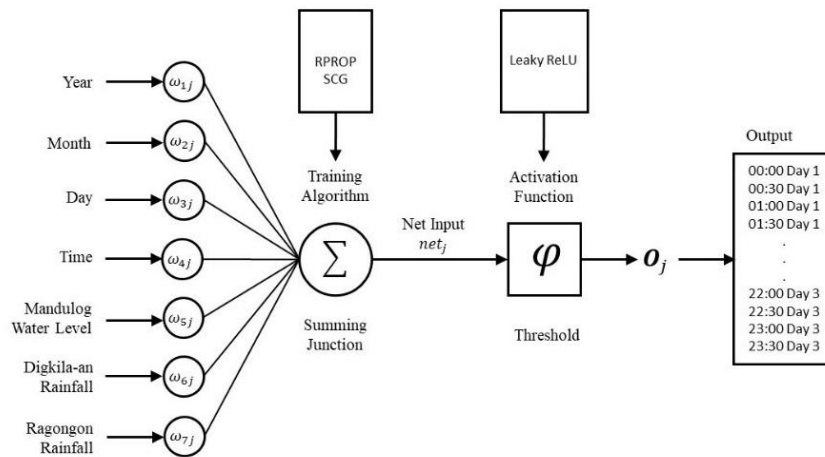 Year
ω1j
Month
ω2j
Day
ω3j
Time
ω4j
Mandulog
Water Level
ω5j
Digkila-an
Rainfall
ω6j
Ragongon
Rainfall
ω7j
RPROP
SCG
Training
Algorithm
∑
Summing
Junction
Net Input
netj
Leaky ReLU
Activation
Function
φ
Threshold
Oj
Output
00:00 Day 1
00:30 Day 1
01:00 Day 1
01:30 Day 1
.
.
.
22:00 Day 3
22:30 Day 3
23:00 Day 3
23:30 Day 3